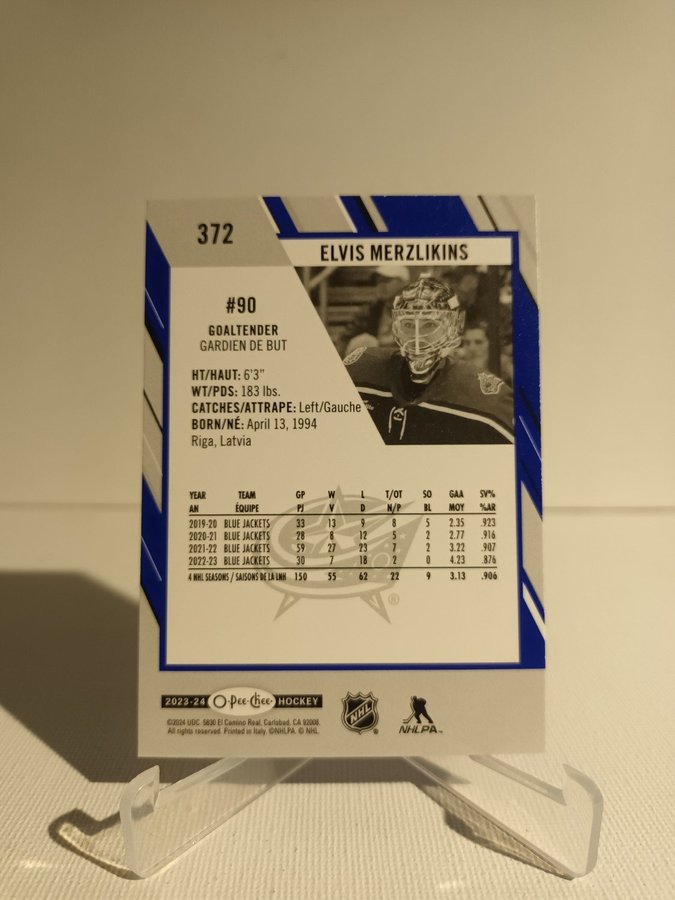 372
ELVIS MERZLIKINS
#90
GOALTENDER
GARDIEN DE BUT
HT/HAUT: 6'3"
WT/PDS: 183 lbs.
CATCHES/ATTRAPE: Left/Gauche
BORN/NÉ: April 13, 1994
Riga, Latvia
YEAR TEAM GP W L T/OT SO GAA SV%
AN ÉQUIPE PJ V D N/P BL MOY %AR
2019-20 BLUE JACKETS 33 13 9 8 5 2.35 .923
2020-21 BLUE JACKETS 28 8 12 5 2 2.77 .916
2021-22 BLUE JACKETS 59 27 23 7 2 3.22 .907
2022-23 BLUE JACKETS 30 7 18 2 0 4.23 .876
4 NHL SEASONS / SAISONS DE LA LNH 150 55 62 22 9 3.13 .906
®
2023-24 O-Pee-Chee HOCKEY
NHL ®
NHLPA™
©2024 UDC. 5830 El Camino Real, Carlsbad, CA 92008.
All rights reserved. Printed in Italy. ©NHLPA. © NHL.